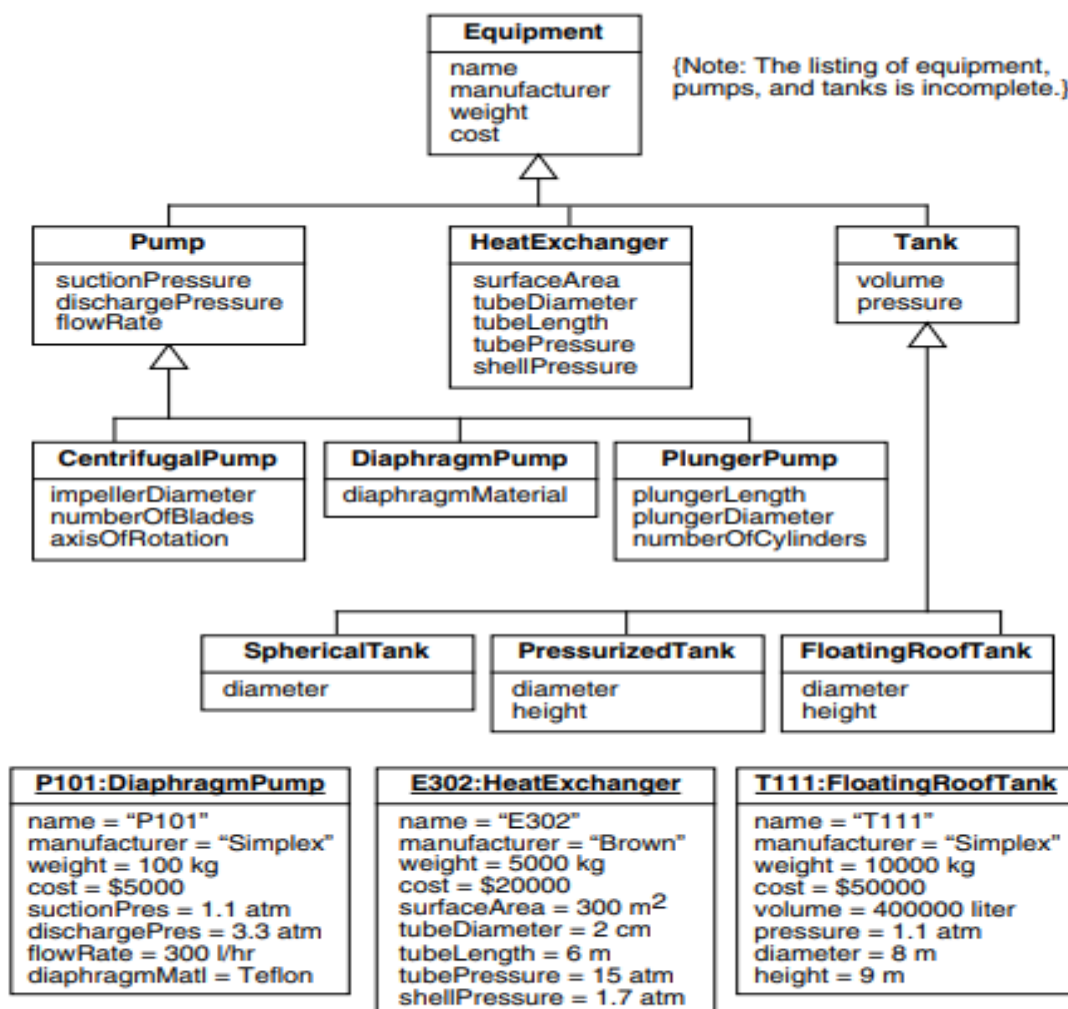 Equipment
name
manufacturer
weight
cost
{Note: The listing of equipment,
pumps, and tanks is incomplete.}
Pump
suctionPressure
dischargePressure
flowRate
HeatExchanger
surfaceArea
tubeDiameter
tubeLength
tubePressure
shellPressure
Tank
volume
pressure
CentrifugalPump
impellerDiameter
numberOfBlades
axisOfRotation
DiaphragmPump
diaphragmMaterial
PlungerPump
plungerLength
plungerDiameter
numberOfCylinders
SphericalTank
diameter
PressurizedTank
diameter
height
FloatingRoofTank
diameter
height
P101:DiaphragmPump
name = “P101”
manufacturer = “Simplex”
weight = 100 kg
cost = $5000
suctionPres = 1.1 atm
dischargePres = 3.3 atm
flowRate = 300 l/hr
diaphragmMatl = Teflon
E302:HeatExchanger
name = “E302”
manufacturer = “Brown”
weight = 5000 kg
cost = $20000
surfaceArea = 300 m²
tubeDiameter = 2 cm
tubeLength = 6 m
tubePressure = 15 atm
shellPressure = 1.7 atm
T111:FloatingRoofTank
name = “T111”
manufacturer = “Simplex”
weight = 10000 kg
cost = $50000
volume = 400000 liter
pressure = 1.1 atm
diameter = 8 m
height = 9 m